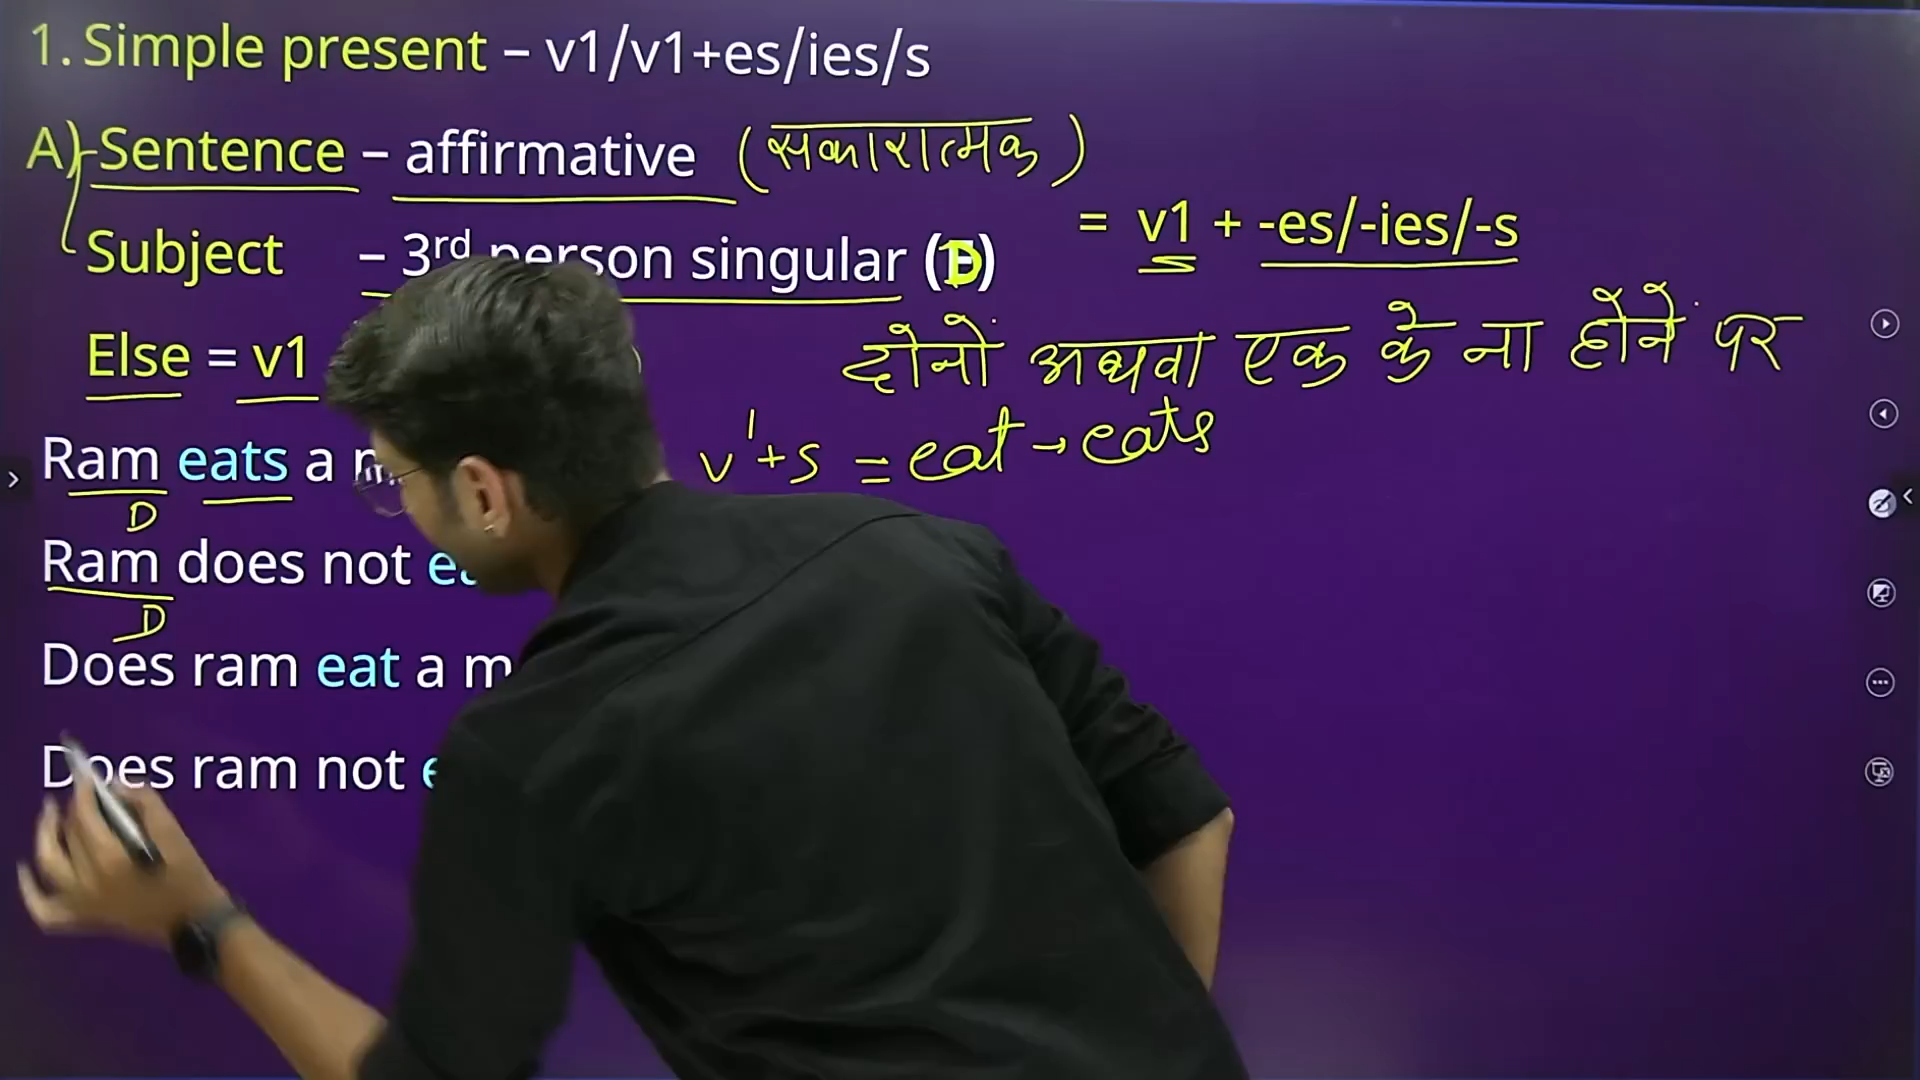 1. Simple present – v1/v1+es/ies/s
A) Sentence – affirmative (सकारात्मक)
= v1 + -es/-ies/-s
Subject – 3rd person singular (D)
Else = v1
दोनो अथवा एक के ना होने पर
Ram eats a
v1+s = eat → eats
D
Ram does not
D
Does ram eat a
Does ram not